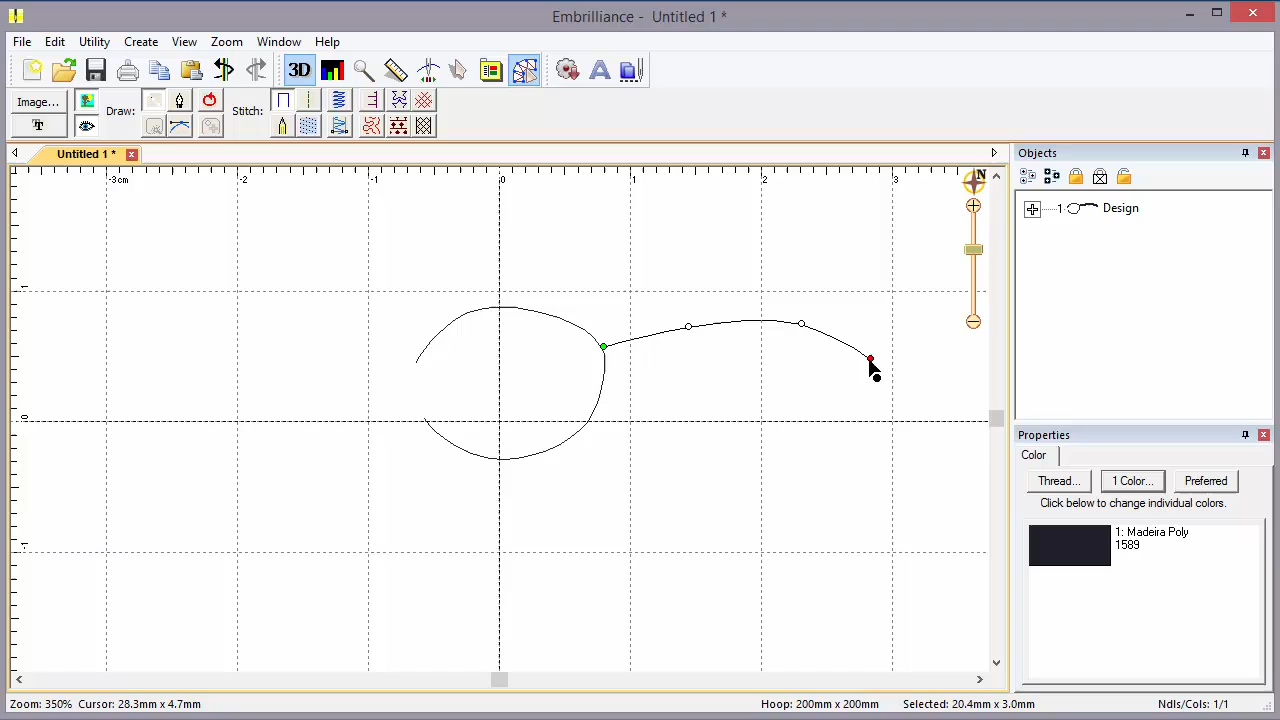 Embrilliance - Untitled 1 *
File Edit Utility Create View Zoom Window Help
3D
Image... Draw: Stitch:
T
Untitled 1 *
Objects
-3cm -2 -1 0 1 2 3
N
1 Design
1
0
-1
Properties
Color
Thread... 1 Color... Preferred
Click below to change individual colors.
1: Madeira Poly
1589
Zoom: 350% Cursor: 28.3mm x 4.7mm Hoop: 200mm x 200mm Selected: 20.4mm x 3.0mm Ndls/Cols: 1/1